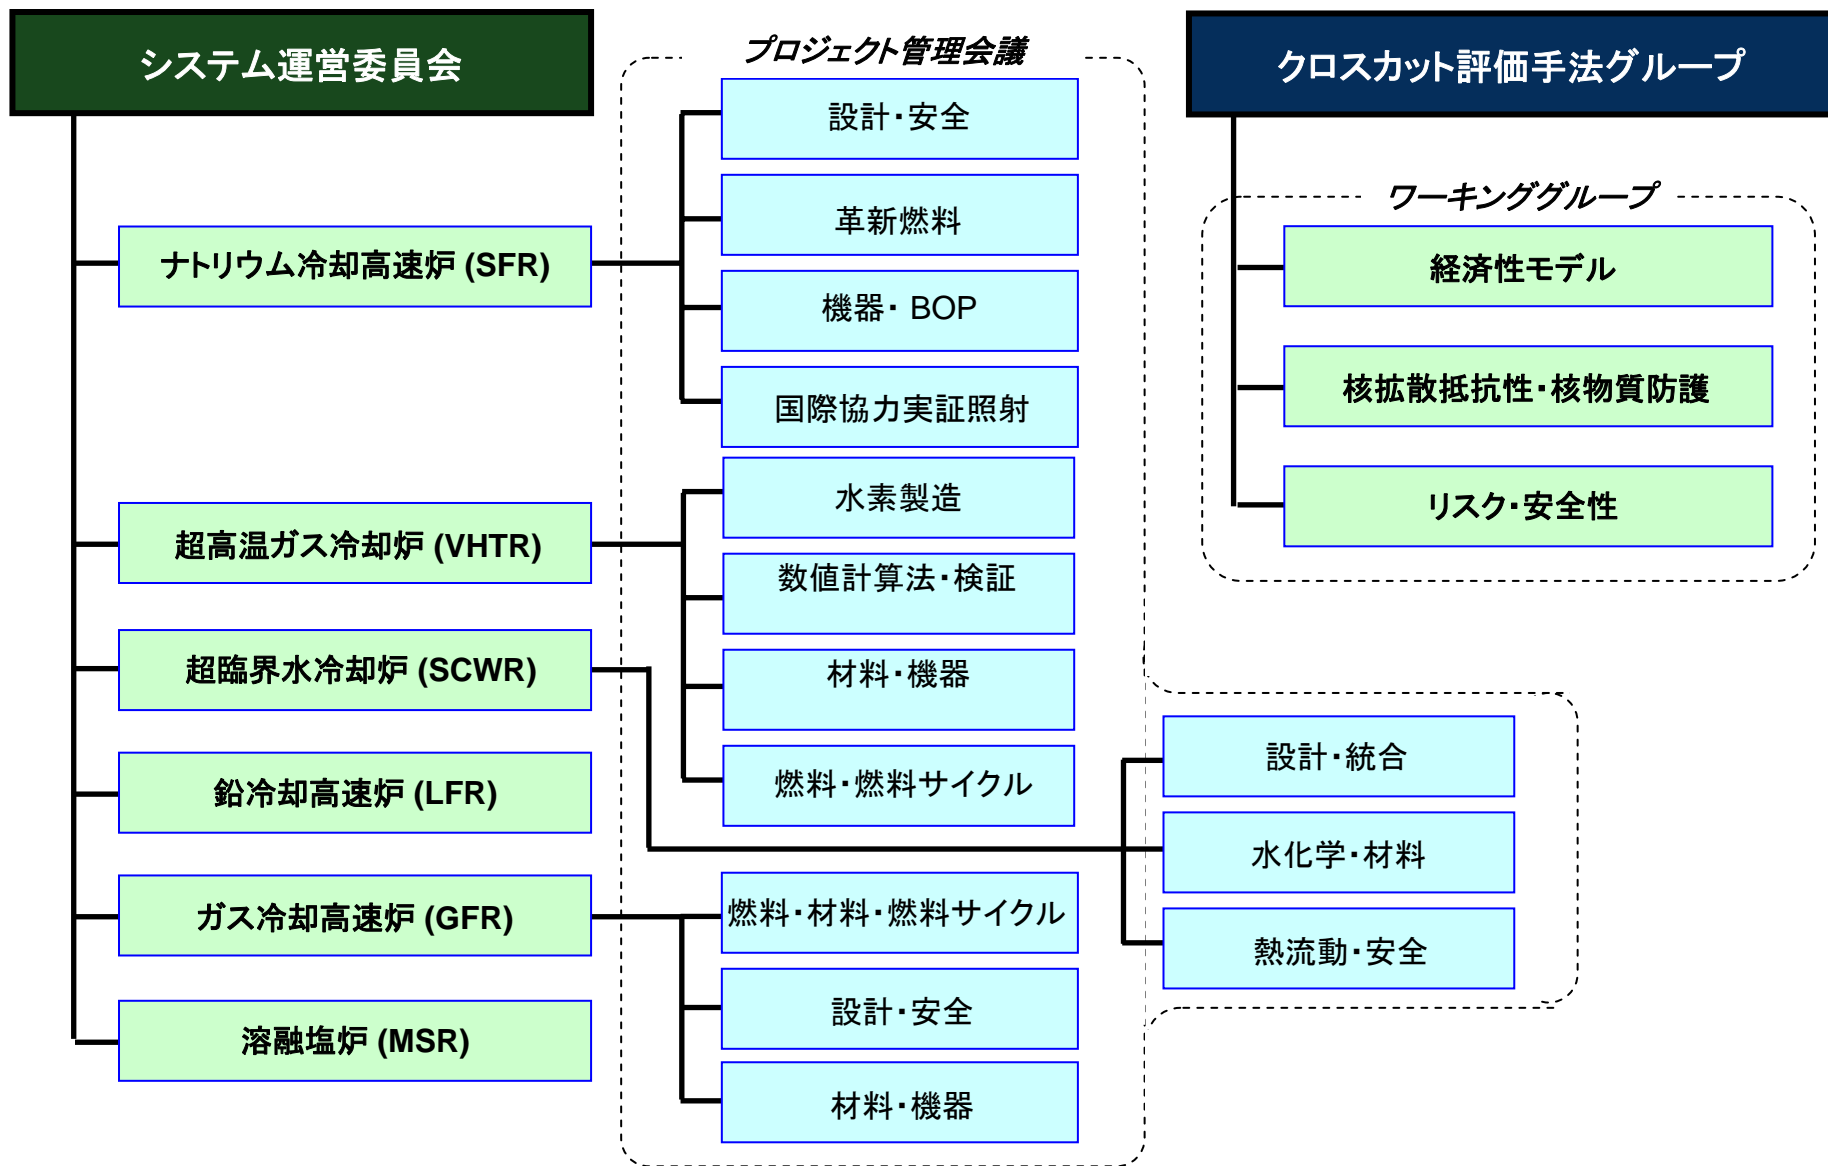 システム運営委員会
プロジェクト管理会議
クロスカット評価手法グループ
ナトリウム冷却高速炉 (SFR)
設計・安全
革新燃料
機器・ BOP
国際協力実証照射
超高温ガス冷却炉 (VHTR)
水素製造
数値計算法・検証
材料・機器
燃料・燃料サイクル
超臨界水冷却炉 (SCWR)
設計・統合
水化学・材料
熱流動・安全
鉛冷却高速炉 (LFR)
ガス冷却高速炉 (GFR)
燃料・材料・燃料サイクル
設計・安全
材料・機器
溶融塩炉 (MSR)
ワーキンググループ
経済性モデル
核拡散抵抗性・核物質防護
リスク・安全性